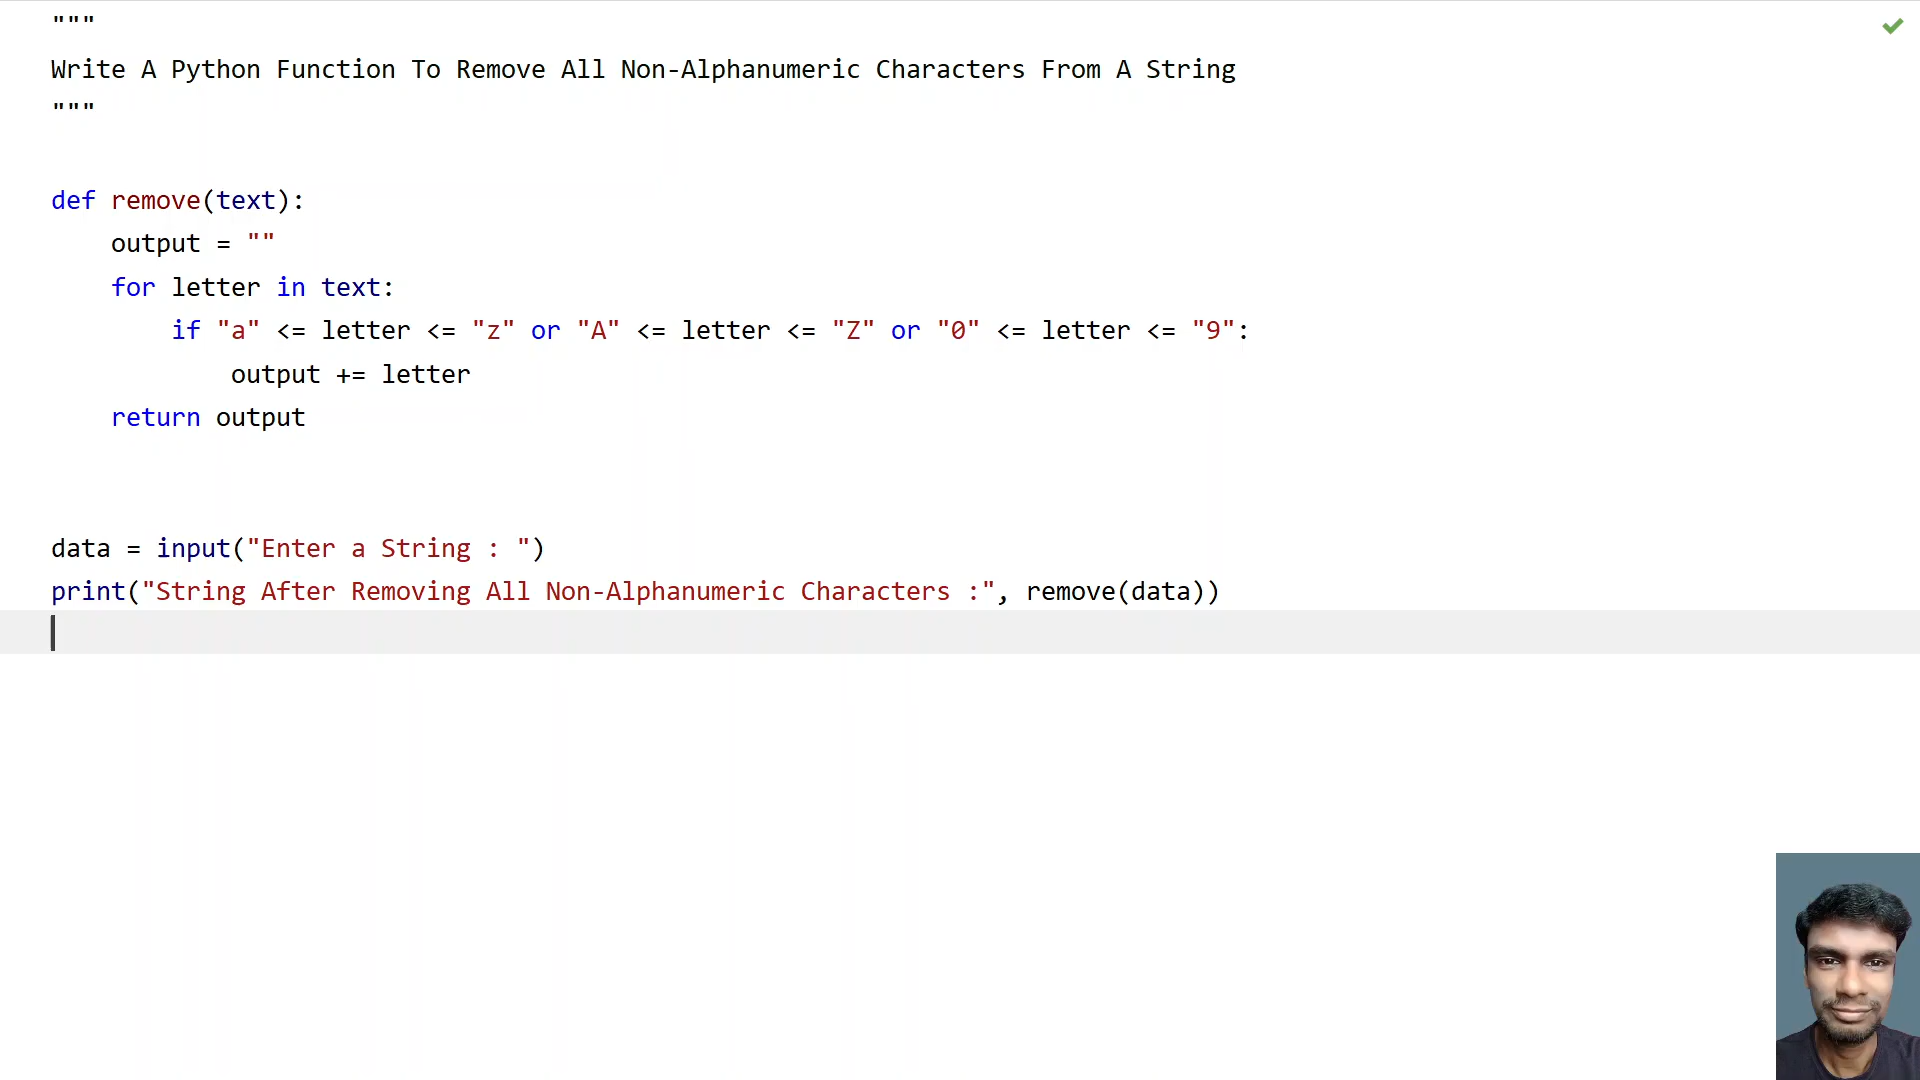 """
Write A Python Function To Remove All Non-Alphanumeric Characters From A String
"""
def remove(text):
    output = ""
    for letter in text:
        if "a" <= letter <= "z" or "A" <= letter <= "Z" or "0" <= letter <= "9":
            output += letter
    return output
data = input("Enter a String : ")
print("String After Removing All Non-Alphanumeric Characters :", remove(data))